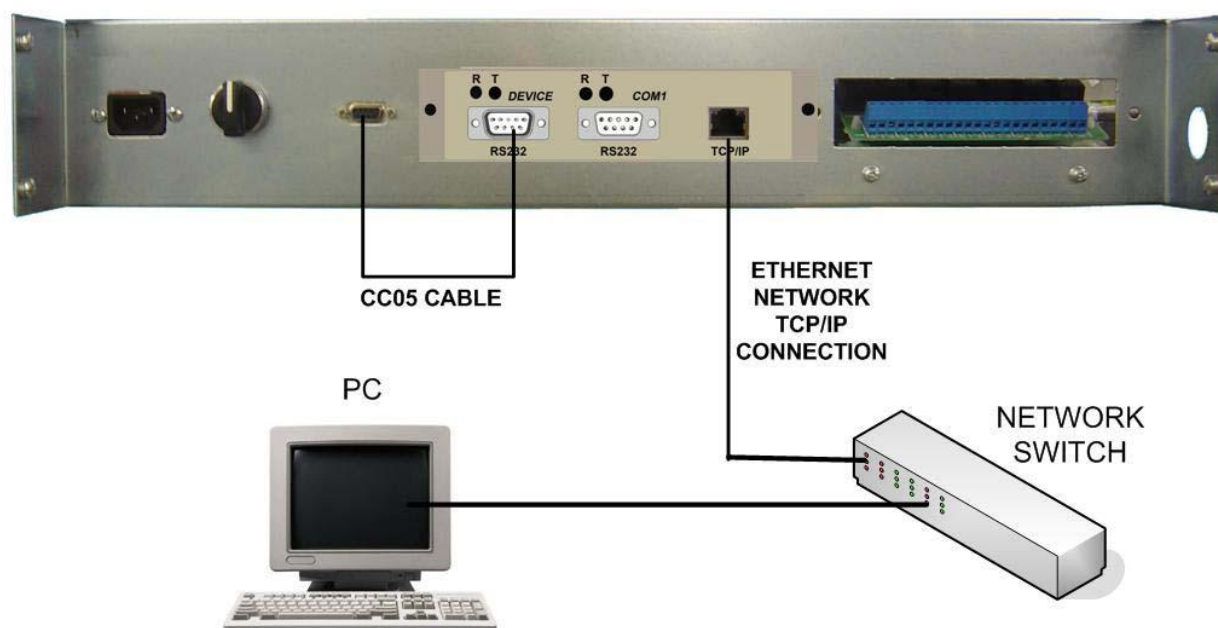 R T
DEVICE
R T
COM1
RS232
RS232
TCP/IP
CC05 CABLE
ETHERNET
NETWORK
TCP/IP
CONNECTION
PC
NETWORK
SWITCH